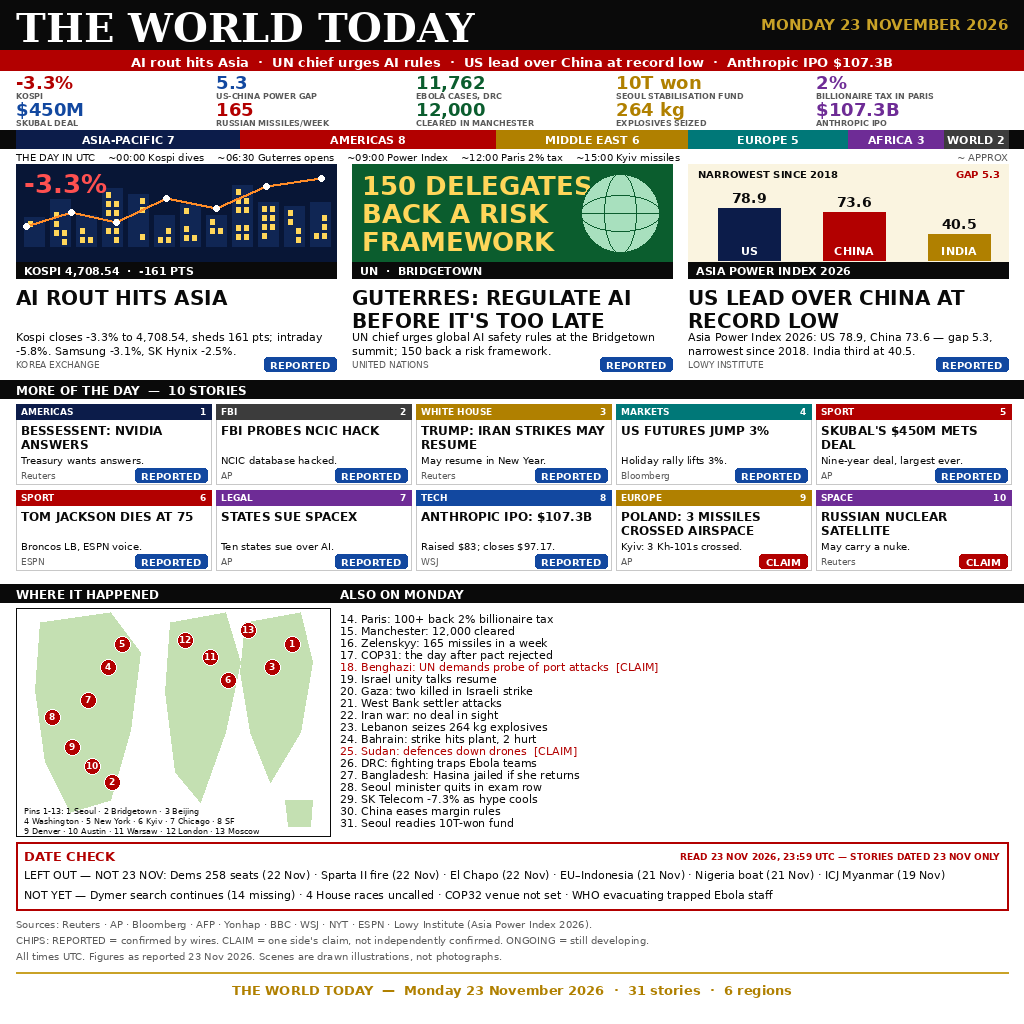 THE WORLD TODAY
MONDAY 23 NOVEMBER 2026
AI rout hits Asia · UN chief urges AI rules · US lead over China at record low · Anthropic IPO $107.3B
-3.3%
KOSPI
5.3
US-CHINA POWER GAP
11,762
EBOLA CASES, DRC
10T won
SEOUL STABILISATION FUND
2%
BILLIONAIRE TAX IN PARIS
$450M
SKUBAL DEAL
165
RUSSIAN MISSILES/WEEK
12,000
CLEARED IN MANCHESTER
264 kg
EXPLOSIVES SEIZED
$107.3B
ANTHROPIC IPO
ASIA-PACIFIC 7
AMERICAS 8
MIDDLE EAST 6
EUROPE 5
AFRICA 3
WORLD 2
THE DAY IN UTC ~00:00 Kospi dives ~06:30 Guterres opens ~09:00 Power Index ~12:00 Paris 2% tax ~15:00 Kyiv missiles
~ APPROX
-3.3%
KOSPI 4,708.54 · -161 PTS
AI ROUT HITS ASIA
Kospi closes -3.3% to 4,708.54, sheds 161 pts; intraday
-5.8%. Samsung -3.1%, SK Hynix -2.5%.
KOREA EXCHANGE
REPORTED
150 DELEGATES
BACK A RISK
FRAMEWORK
UN · BRIDGETOWN
GUTERRES: REGULATE AI
BEFORE IT'S TOO LATE
UN chief urges global AI safety rules at the Bridgetown
summit; 150 back a risk framework.
UNITED NATIONS
REPORTED
NARROWEST SINCE 2018
GAP 5.3
78.9
73.6
40.5
US
CHINA
INDIA
ASIA POWER INDEX 2026
US LEAD OVER CHINA AT
RECORD LOW
Asia Power Index 2026: US 78.9, China 73.6 — gap 5.3,
narrowest since 2018. India third at 40.5.
LOWY INSTITUTE
REPORTED
MORE OF THE DAY — 10 STORIES
AMERICAS 1
BESSESENT: NVIDIA
ANSWERS
Treasury wants answers.
Reuters
REPORTED
FBI 2
FBI PROBES NCIC HACK
NCIC database hacked.
AP
REPORTED
WHITE HOUSE 3
TRUMP: IRAN STRIKES MAY
RESUME
May resume in New Year.
Reuters
REPORTED
MARKETS 4
US FUTURES JUMP 3%
Holiday rally lifts 3%.
Bloomberg
REPORTED
SPORT 5
SKUBAL'S $450M METS
DEAL
Nine-year deal, largest ever.
AP
REPORTED
SPORT 6
TOM JACKSON DIES AT 75
Broncos LB, ESPN voice.
ESPN
REPORTED
LEGAL 7
STATES SUE SPACEX
Ten states sue over AI.
AP
REPORTED
TECH 8
ANTHROPIC IPO: $107.3B
Raised $83; closes $97.17.
WSJ
REPORTED
EUROPE 9
POLAND: 3 MISSILES
CROSSED AIRSPACE
Kyiv: 3 Kh-101s crossed.
AP
CLAIM
SPACE 10
RUSSIAN NUCLEAR
SATELLITE
May carry a nuke.
Reuters
CLAIM
WHERE IT HAPPENED
5
4
7
8
9
10
2
12
11
6
13
1
3
Pins 1-13: 1 Seoul · 2 Bridgetown · 3 Beijing
4 Washington · 5 New York · 6 Kyiv · 7 Chicago · 8 SF
9 Denver · 10 Austin · 11 Warsaw · 12 London · 13 Moscow
ALSO ON MONDAY
14. Paris: 100+ back 2% billionaire tax
15. Manchester: 12,000 cleared
16. Zelenskyy: 165 missiles in a week
17. COP31: the day after pact rejected
18. Benghazi: UN demands probe of port attacks [CLAIM]
19. Israel unity talks resume
20. Gaza: two killed in Israeli strike
21. West Bank settler attacks
22. Iran war: no deal in sight
23. Lebanon seizes 264 kg explosives
24. Bahrain: strike hits plant, 2 hurt
25. Sudan: defences down drones [CLAIM]
26. DRC: fighting traps Ebola teams
27. Bangladesh: Hasina jailed if she returns
28. Seoul minister quits in exam row
29. SK Telecom -7.3% as hype cools
30. China eases margin rules
31. Seoul readies 10T-won fund
DATE CHECK
READ 23 NOV 2026, 23:59 UTC — STORIES DATED 23 NOV ONLY
LEFT OUT — NOT 23 NOV: Dems 258 seats (22 Nov) · Sparta II fire (22 Nov) · El Chapo (22 Nov) · EU–Indonesia (21 Nov) · Nigeria boat (21 Nov) · ICJ Myanmar (19 Nov)
NOT YET — Dymer search continues (14 missing) · 4 House races uncalled · COP32 venue not set · WHO evacuating trapped Ebola staff
Sources: Reuters · AP · Bloomberg · AFP · Yonhap · BBC · WSJ · NYT · ESPN · Lowy Institute (Asia Power Index 2026).
CHIPS: REPORTED = confirmed by wires. CLAIM = one side's claim, not independently confirmed. ONGOING = still developing.
All times UTC. Figures as reported 23 Nov 2026. Scenes are drawn illustrations, not photographs.
THE WORLD TODAY — Monday 23 November 2026 · 31 stories · 6 regions